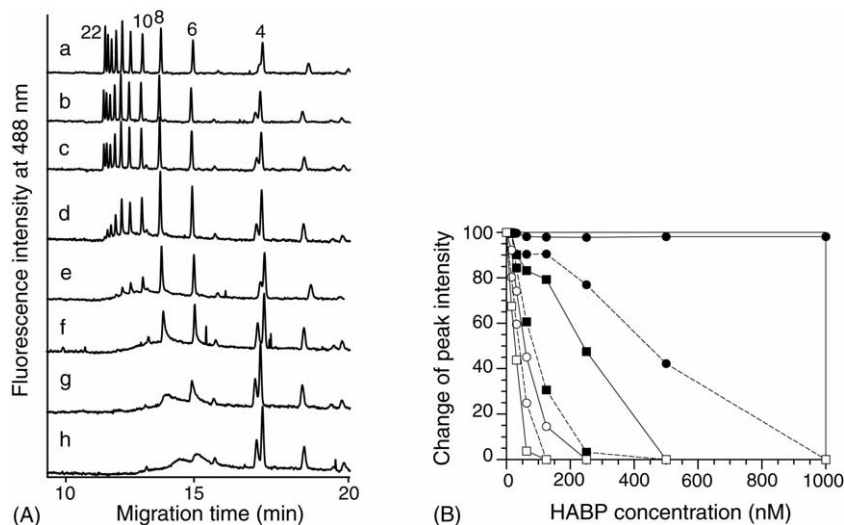 22 10 8 6 4
a
b
c
d
e
f
g
h
Fluorescence intensity at 488 nm
10 15 20
(A) Migration time (min)
Change of peak intensity
100
80
60
40
20
0
0 200 400 600 800 1000
(B) HABP concentration (nM)